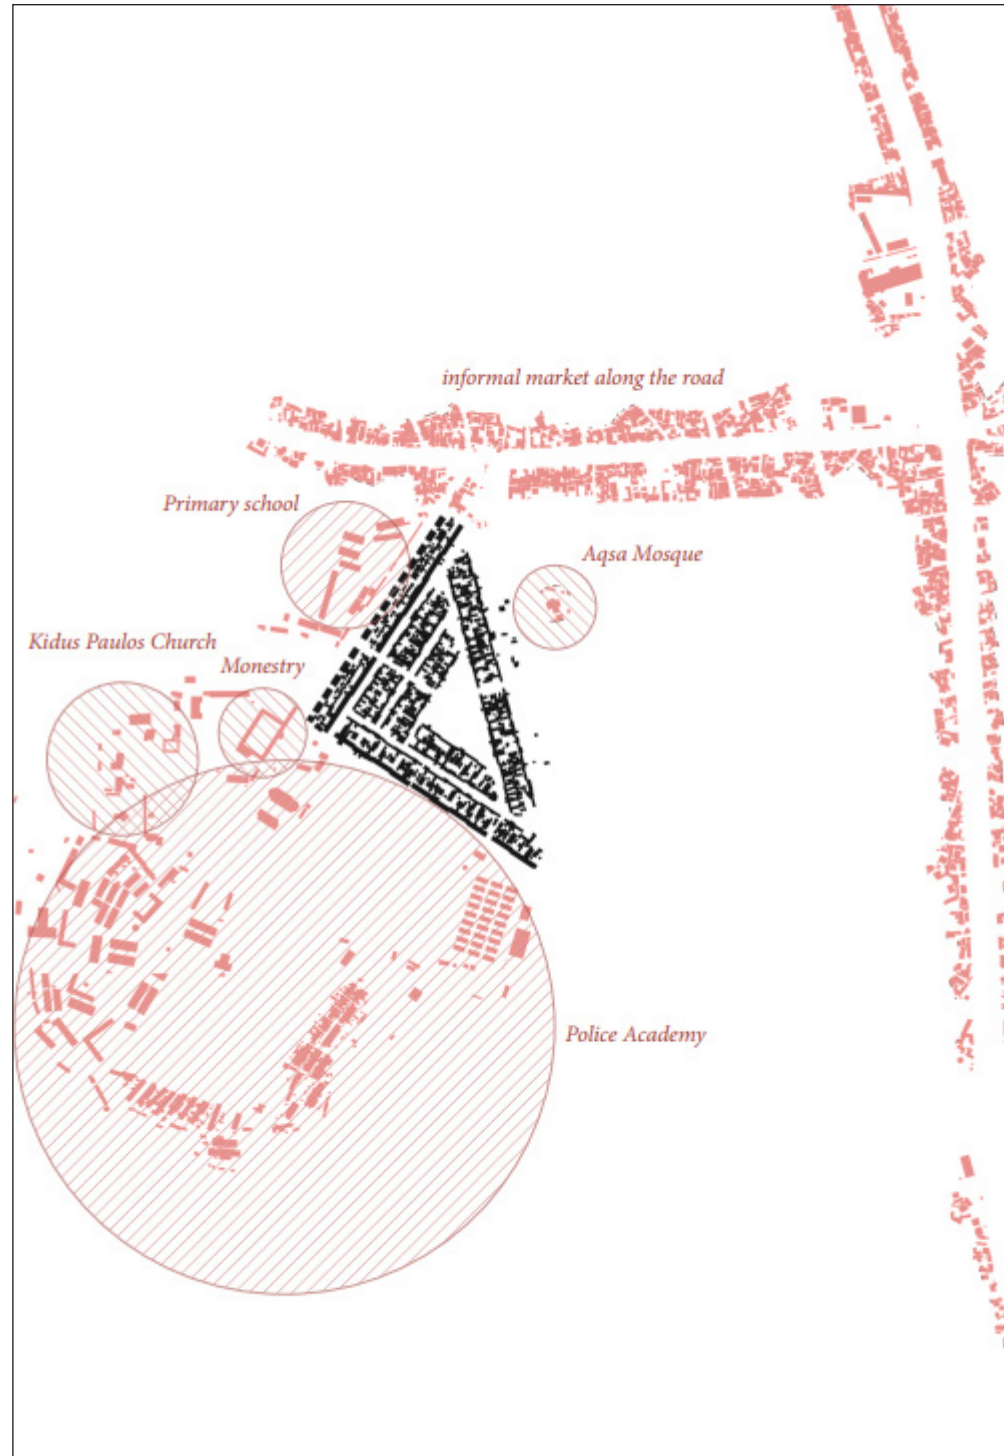 informal market along the road
Primary school
Aqsa Mosque
Kidus Paulos Church
Monestry
Police Academy